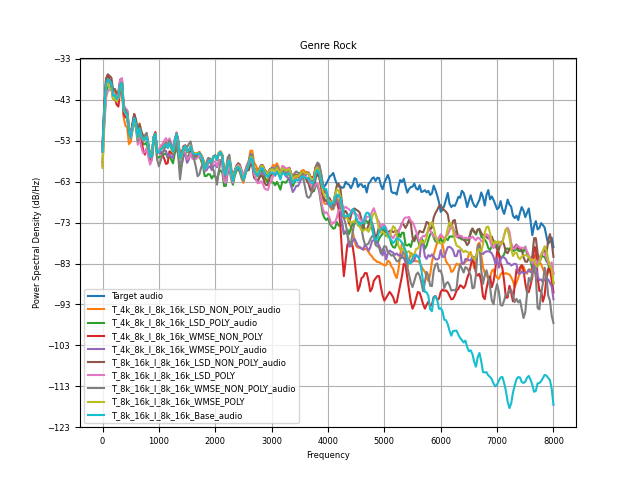 Genre Rock
Power Spectral Density (dB/Hz)
−33
−43
−53
−63
−73
−83
−93
−103
−113
−123
Target audio
T_4k_8k_I_8k_16k_LSD_NON_POLY_audio
T_4k_8k_I_8k_16k_LSD_POLY_audio
T_4k_8k_I_8k_16k_WMSE_NON_POLY
T_4k_8k_I_8k_16k_WMSE_POLY_audio
T_8k_16k_I_8k_16k_LSD_NON_POLY_audio
T_8k_16k_I_8k_16k_LSD_POLY
T_8k_16k_I_8k_16k_WMSE_NON_POLY_audio
T_8k_16k_I_8k_16k_WMSE_POLY
T_8k_16k_I_8k_16k_Base_audio
0 1000 2000 3000 4000 5000 6000 7000 8000
Frequency